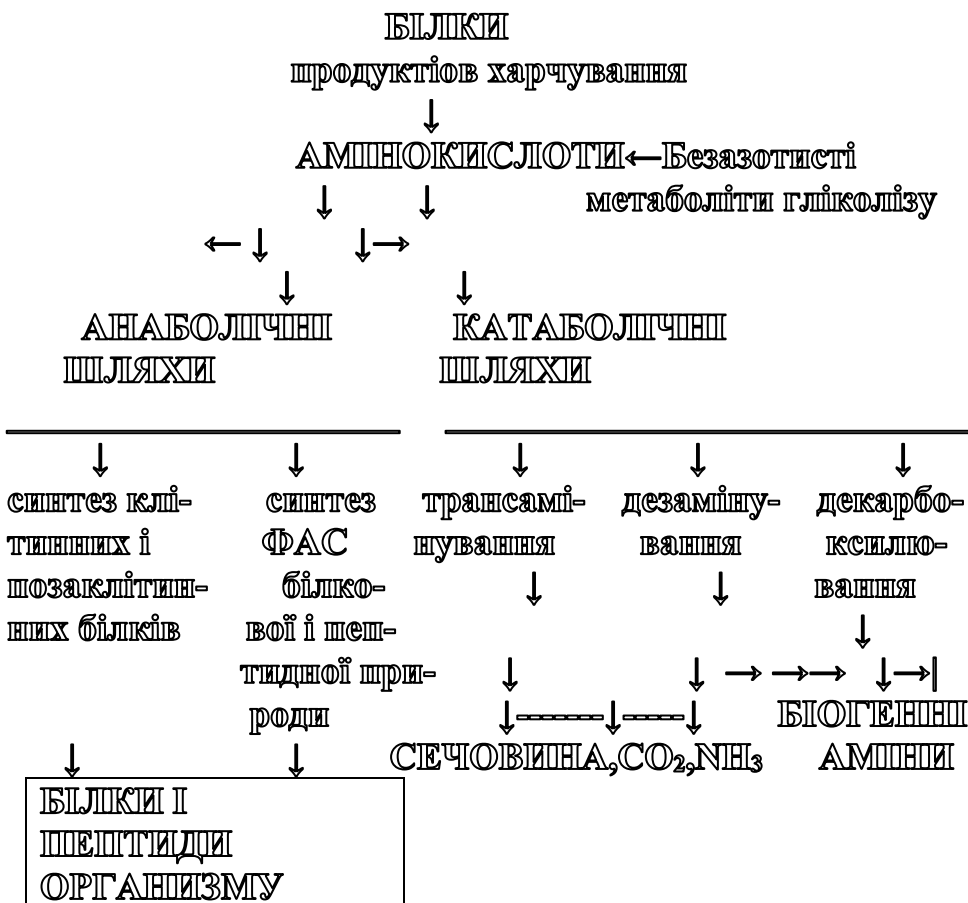 БІЛКИ
продуктіов харчування
↓
АМІНОКИСЛОТИ←Безазотисті
метаболіти гліколізу
↓ ↓
←↓ ↓→
↓ ↓
АНАБОЛІЧНІ КАТАБОЛІЧНІ
ШЛЯХИ ШЛЯХИ
↓ ↓ ↓ ↓ ↓
синтез клі- синтез трансамі- дезаміну- декарбо-
тинних і ФАС нування вання ксилю-
позаклітин- білко- ↓ ↓ вання
них білків вої і пеп- ↓
тидної при- ↓ ↓ →→→ ↓→|
роди ↓------↓----↓ БІОГЕННІ
↓ ↓ СЕЧОВИНА,CO₂,NH₃ АМІНИ
БІЛКИ І
ПЕПТИДИ
ОРГАНИЗМУ